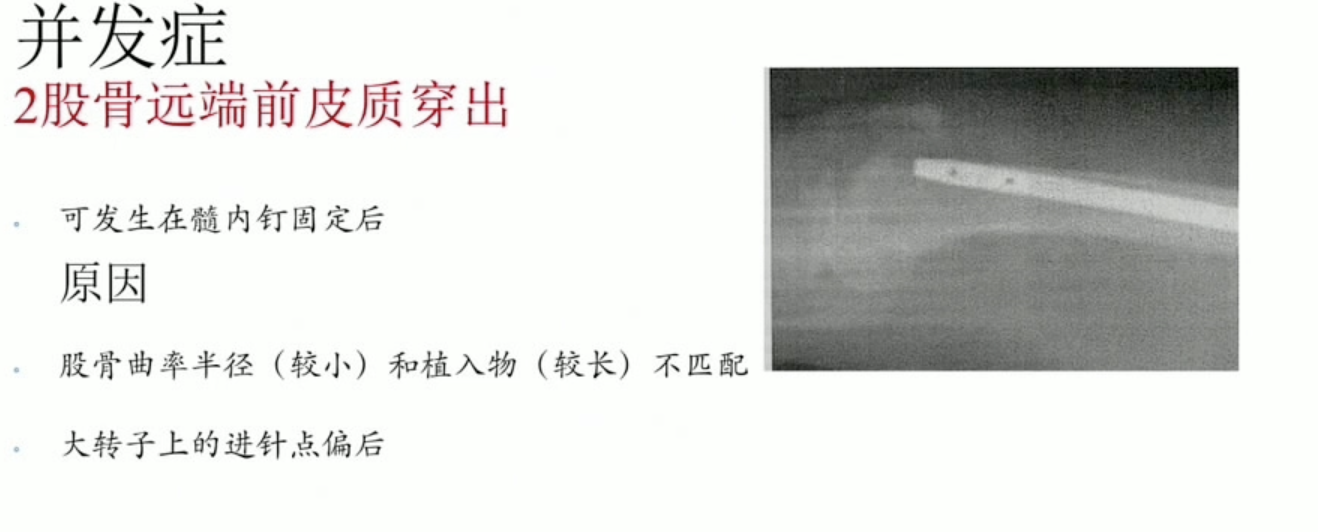 并发症
2股骨远端前皮质穿出
可发生在髓内钉固定后
原因
股骨曲率半径（较小）和植入物（较长）不匹配
大转子上的进针点偏后